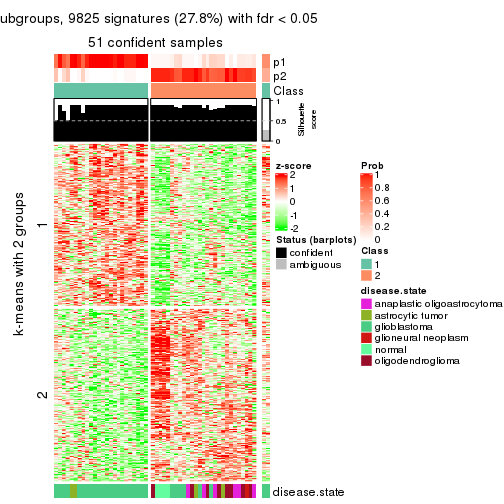 ubgroups, 9825 signatures (27.8%) with fdr < 0.05
51 confident samples
p1
p2
Class
1
0.5
0
Silhouette
score
k-means with 2 groups
1
2
disease.state
z-score
2
1
0
-1
-2
Status (barplots)
confident
ambiguous
Prob
1
0.8
0.6
0.4
0.2
0
Class
1
2
disease.state
anaplastic oligoastrocytoma
astrocytic tumor
glioblastoma
glioneural neoplasm
normal
oligodendroglioma